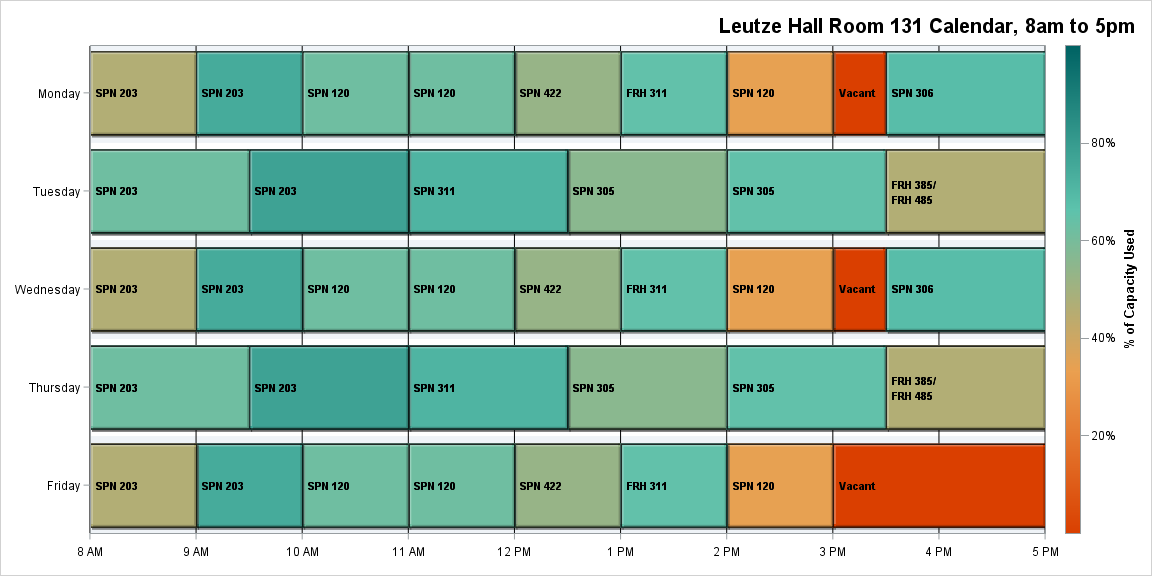 Leutze Hall Room 131 Calendar, 8am to 5pm
Monday
SPN 203
SPN 203
SPN 120
SPN 120
SPN 422
FRH 311
SPN 120
Vacant
SPN 306
Tuesday
SPN 203
SPN 203
SPN 311
SPN 305
SPN 305
FRH 385/
FRH 485
Wednesday
SPN 203
SPN 203
SPN 120
SPN 120
SPN 422
FRH 311
SPN 120
Vacant
SPN 306
Thursday
SPN 203
SPN 203
SPN 311
SPN 305
SPN 305
FRH 385/
FRH 485
Friday
SPN 203
SPN 203
SPN 120
SPN 120
SPN 422
FRH 311
SPN 120
Vacant
8 AM
9 AM
10 AM
11 AM
12 PM
1 PM
2 PM
3 PM
4 PM
5 PM
80%
60%
40%
20%
% of Capacity Used